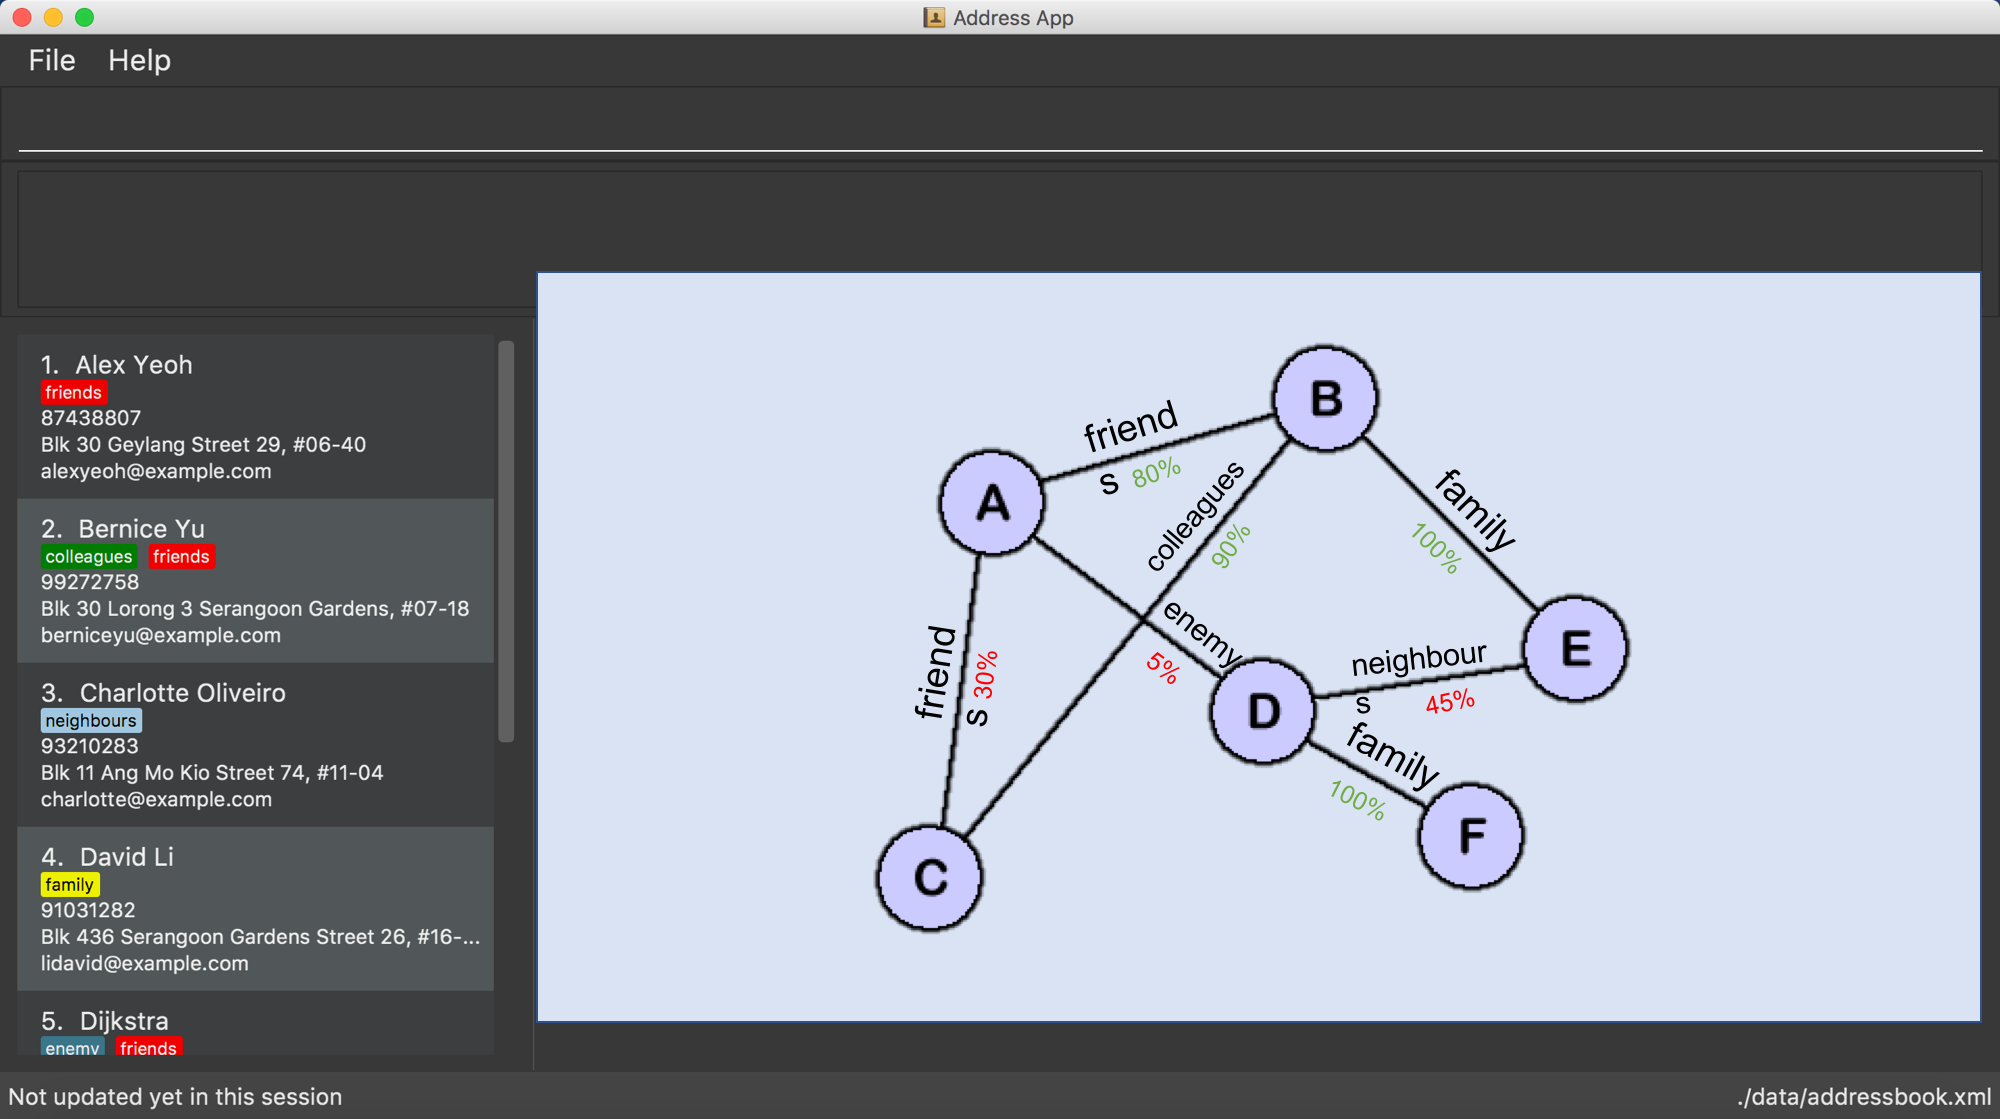 Address App
File Help
1. Alex Yeoh
friends
87438807
Blk 30 Geylang Street 29, #06-40
alexyeoh@example.com
2. Bernice Yu
colleagues friends
99272758
Blk 30 Lorong 3 Serangoon Gardens, #07-18
berniceyu@example.com
3. Charlotte Oliveiro
neighbours
93210283
Blk 11 Ang Mo Kio Street 74, #11-04
charlotte@example.com
4. David Li
family
91031282
Blk 436 Serangoon Gardens Street 26, #16-...
lidavid@example.com
5. Dijkstra
enemy friends
B
friend
s 80%
A
colleagues
90%
family
100%
enemy
5%
friend
s 30%
neighbour
s 45%
E
D
family
100%
F
C
Not updated yet in this session
./data/addressbook.xml